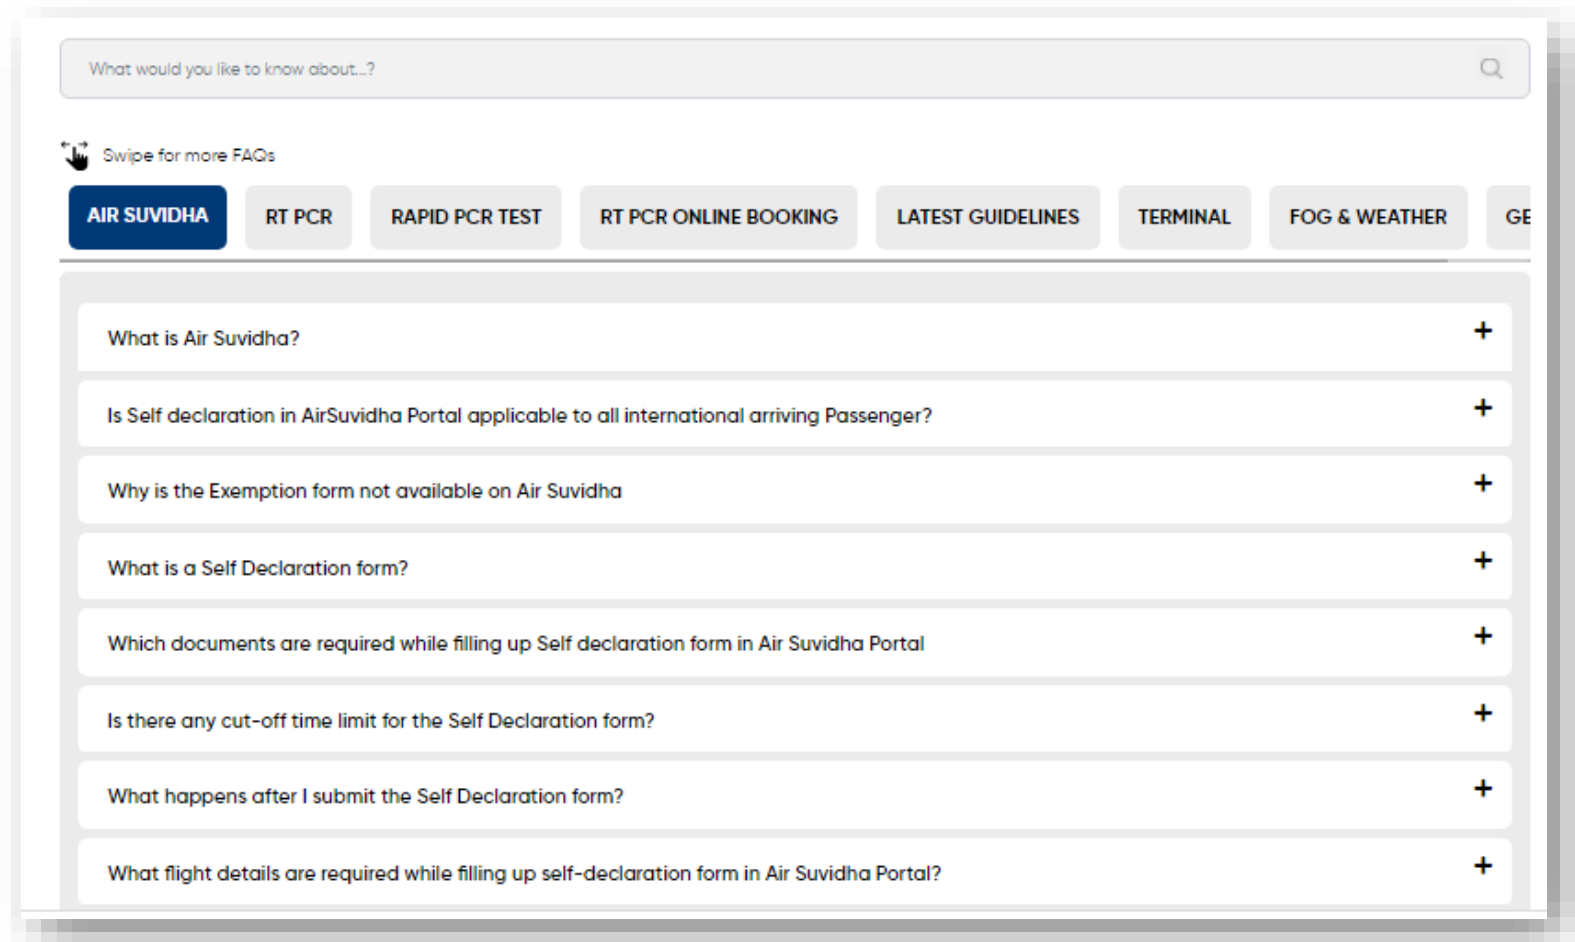 What would you like to know about...?
Swipe for more FAQs
AIR SUVIDHA RT PCR RAPID PCR TEST RT PCR ONLINE BOOKING LATEST GUIDELINES TERMINAL FOG & WEATHER GE
What is Air Suvidha?
Is Self declaration in AirSuvidha Portal applicable to all international arriving Passenger?
Why is the Exemption form not available on Air Suvidha
What is a Self Declaration form?
Which documents are required while filling up Self declaration form in Air Suvidha Portal
Is there any cut-off time limit for the Self Declaration form?
What happens after I submit the Self Declaration form?
What flight details are required while filling up self-declaration form in Air Suvidha Portal?